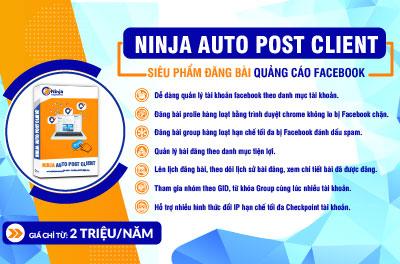 NINJA AUTO POST CLIENT
SIÊU PHẨM ĐĂNG BÀI QUẢNG CÁO FACEBOOK
Dễ dàng quản lý tài khoản facebook theo danh mục tài khoản.
Đăng bài profile hàng loạt bằng trình duyệt chrome không lo bị Facebook chặn.
Đăng bài group hàng loạt hạn chế tối đa bị Facebook đánh dấu spam.
Quản lý bài đăng theo danh mục tiện lợi.
Lên lịch đăng bài, theo dõi lịch sử bài đăng, xem chi tiết bài đã được đăng.
Tham gia nhóm theo GID, từ khóa Group cùng lúc nhiều tài khoản.
Hỗ trợ nhiều hình thức đổi IP hạn chế tối đa Checkpoint tài khoản.
Ninja
NINJA AUTO POST CLIENT
NINJA AUTO POST CLIENT
GIÁ CHỈ TỪ: 2 TRIỆU/NĂM